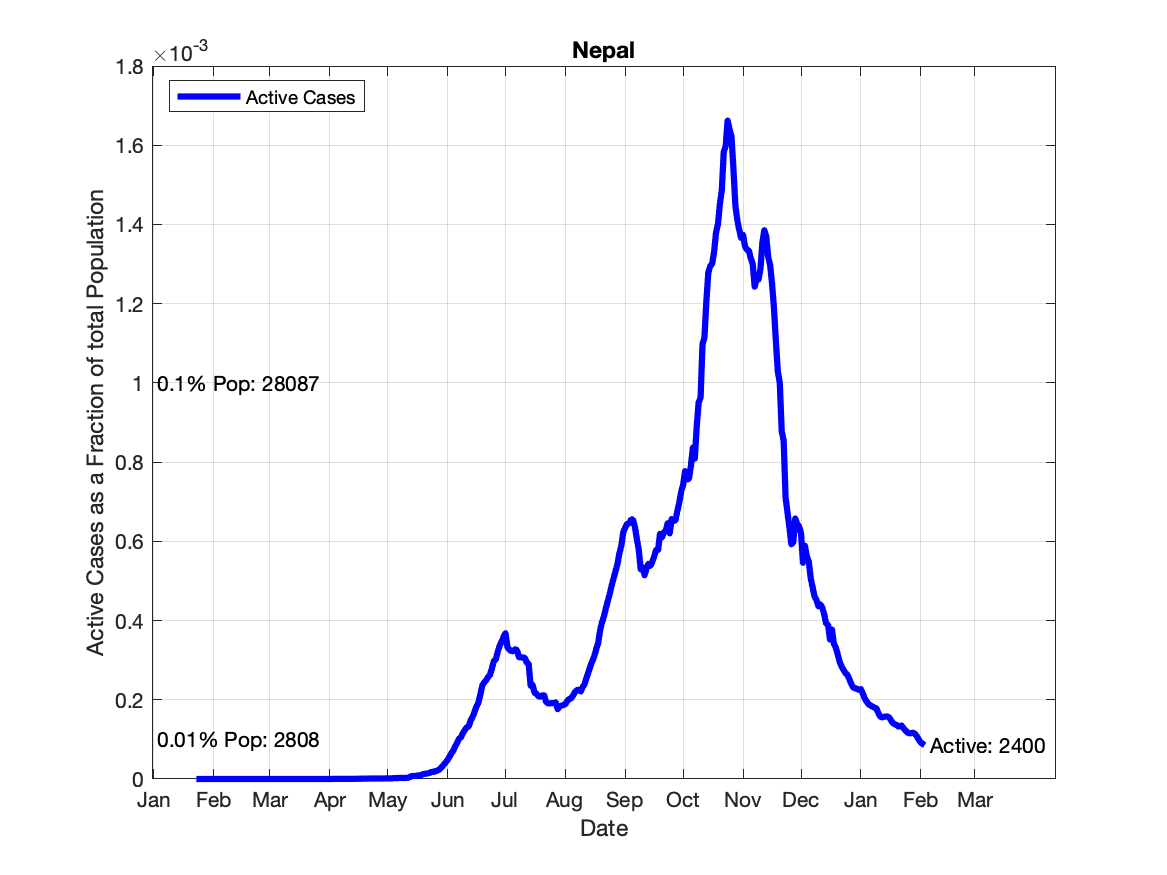 Nepal
×10-3
1.8
1.6
1.4
1.2
1
0.8
0.6
0.4
0.2
0
Active Cases as a Fraction of total Population
Active Cases
0.1% Pop: 28087
0.01% Pop: 2808
Active: 2400
Jan Feb Mar Apr May Jun Jul Aug Sep Oct Nov Dec Jan Feb Mar
Date